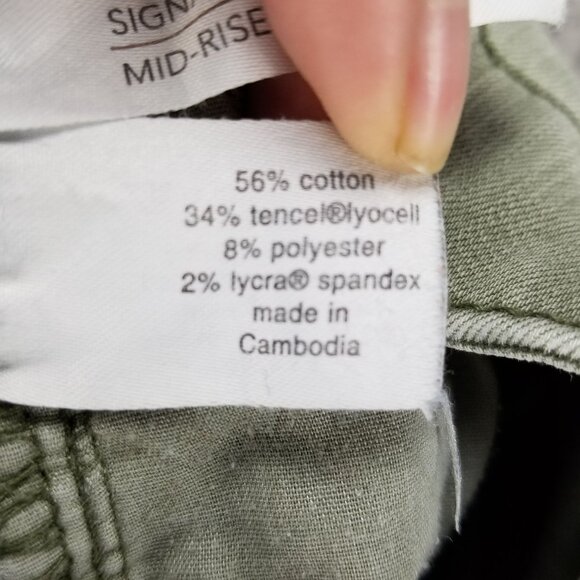 MID-RISE
56% cotton
34% tencel®lyocell
8% polyester
2% lycra® spandex
made in
Cambodia